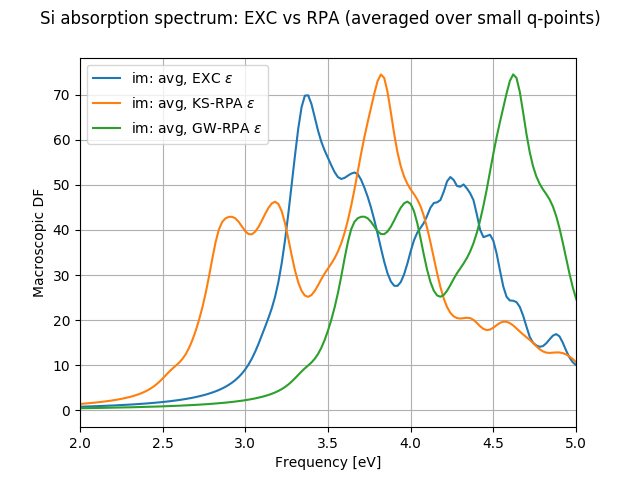 Si absorption spectrum: EXC vs RPA (averaged over small q-points)
im: avg, EXC ε
im: avg, KS-RPA ε
im: avg, GW-RPA ε
Macroscopic DF
70
60
50
40
30
20
10
0
2.0 2.5 3.0 3.5 4.0 4.5 5.0
Frequency [eV]